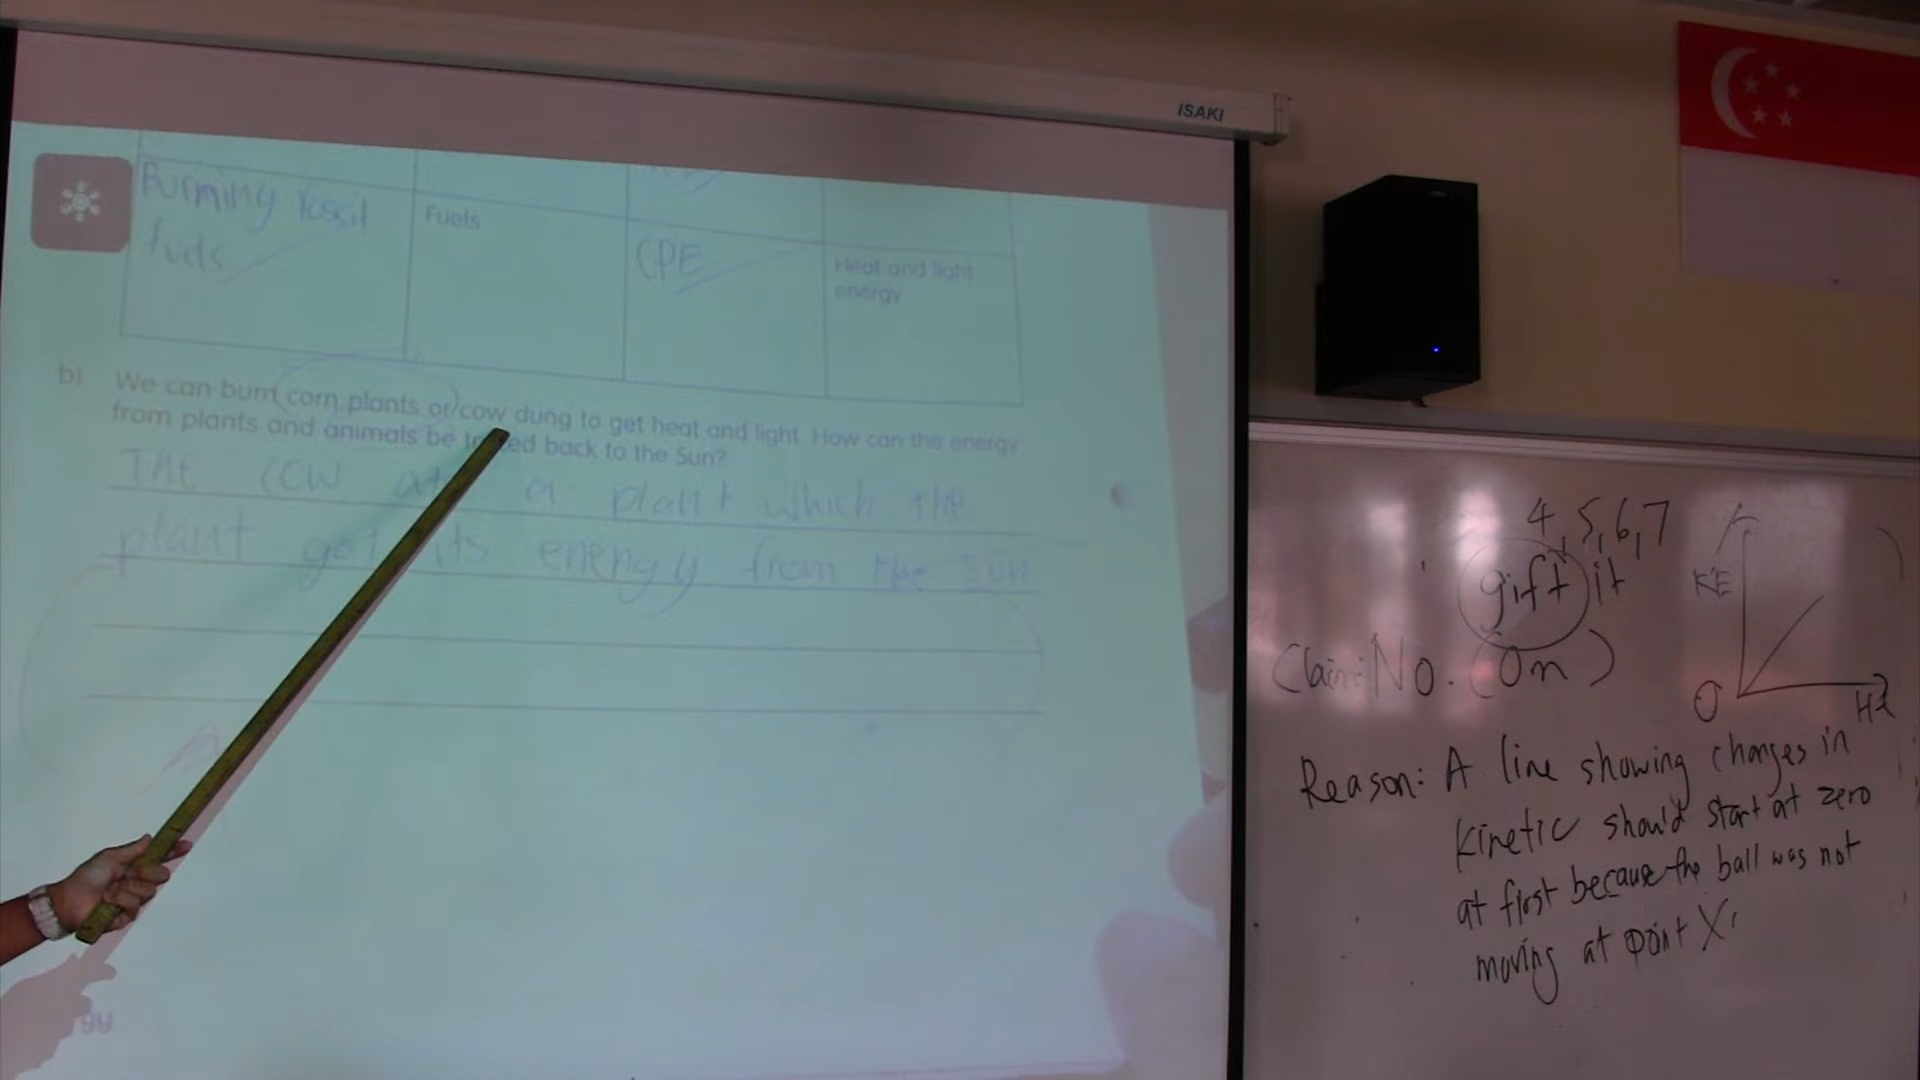 ISAKI
Burning fossil
fuels
Fuels
CPE
Heat and light
energy
b) We can burn corn plants or cow dung to get heat and light. How can the energy
from plants and animals be ed back to the Sun?
The cow at a plant which the
plant get its energy from the sun
4, 5, 6, 7
gift it
Claim: No. (On)
KE
O
Ht
Reason: A line showing changes in
kinetic should start at zero
at first because the ball was not
moving at point X